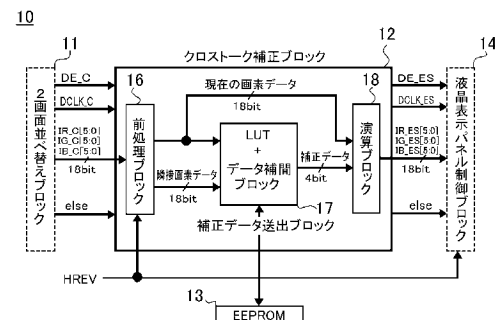 10
11
12
14
クロストーク補正ブロック
DE_C
DCLK_C
IR_C[5:0]
IG_C[5:0]
IB_C[5:0]
18bit
else
2画面並べ替えブロック
16
前処理ブロック
現在の画素データ
18bit
隣接画素データ
18bit
LUT
+
データ補間
ブロック
17
補正データ
4bit
18
演算ブロック
補正データ送出ブロック
DE_ES
DCLK_ES
IR_ES[5:0]
IG_ES[5:0]
IB_ES[5:0]
18bit
else
液晶表示パネル制御ブロック
HREV
13
EEPROM